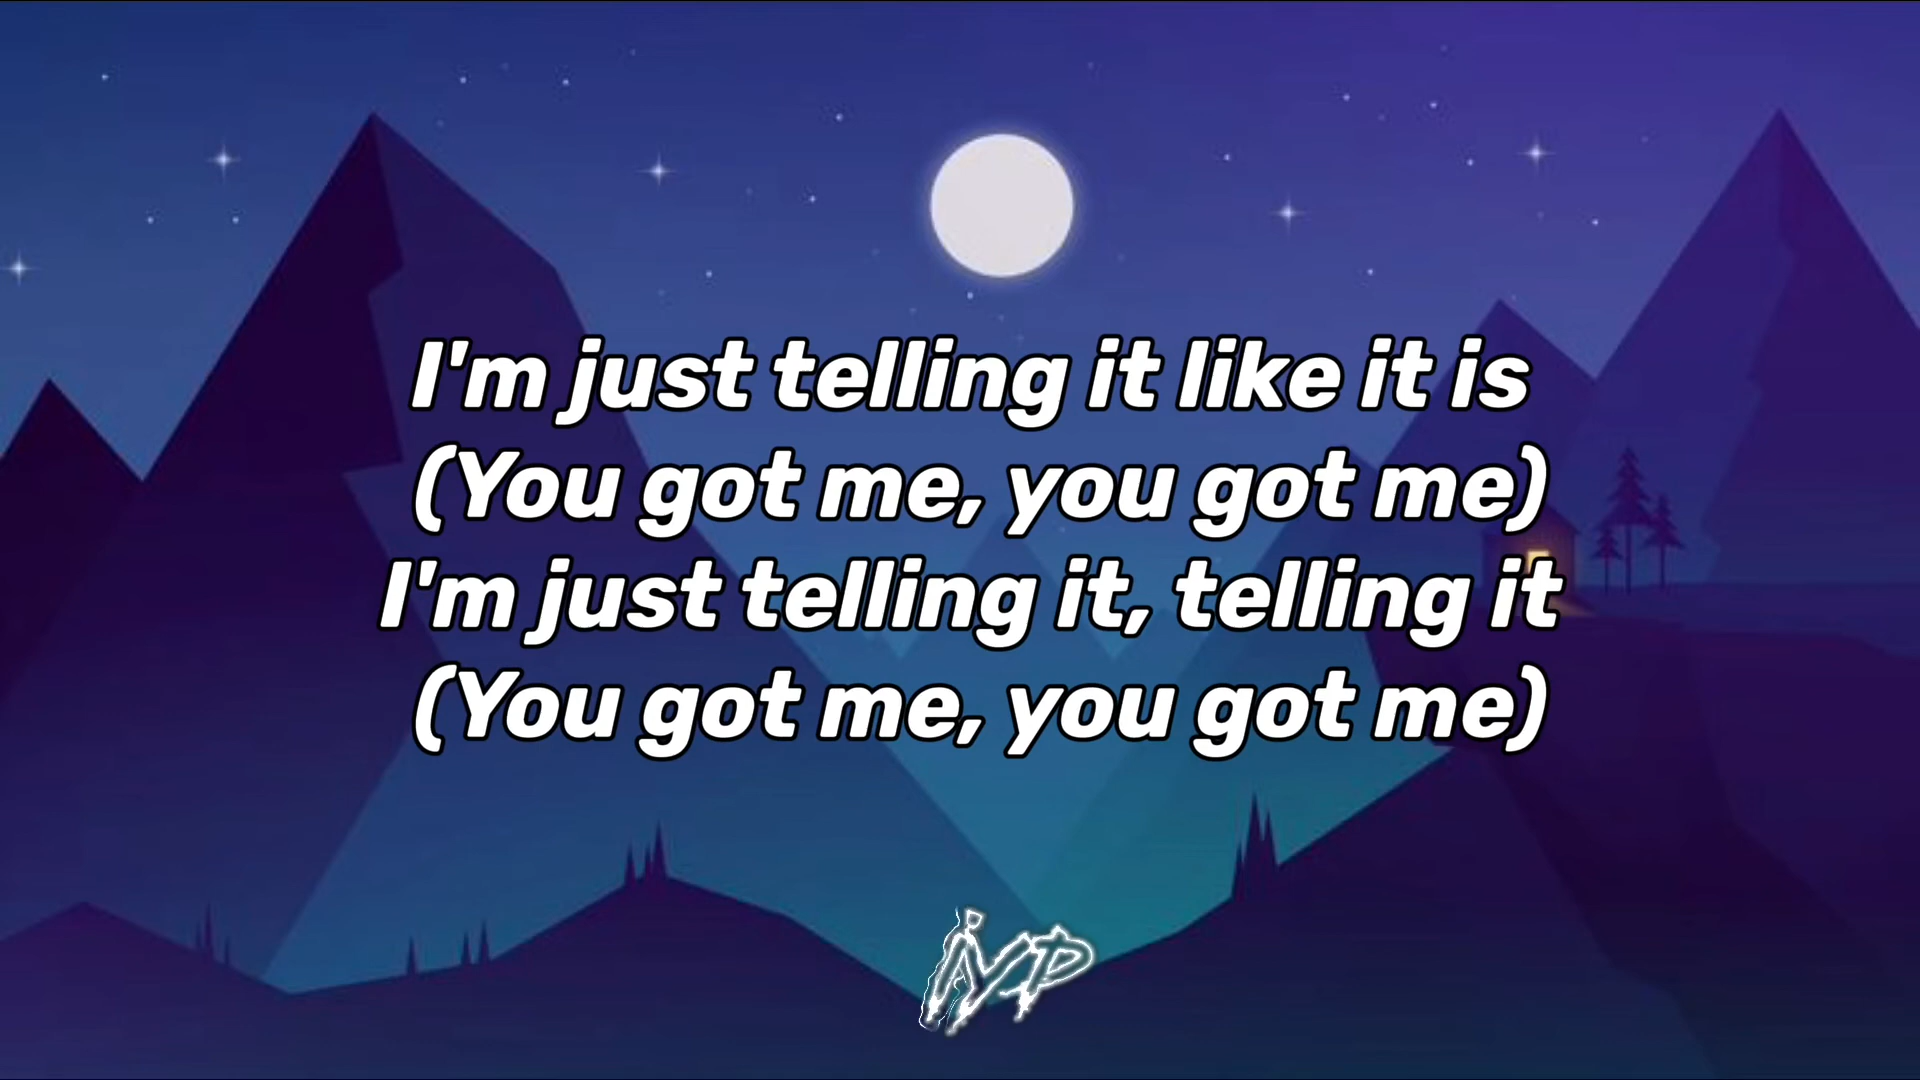 I'm just telling it like it is
(You got me, you got me)
I'm just telling it, telling it
(You got me, you got me)